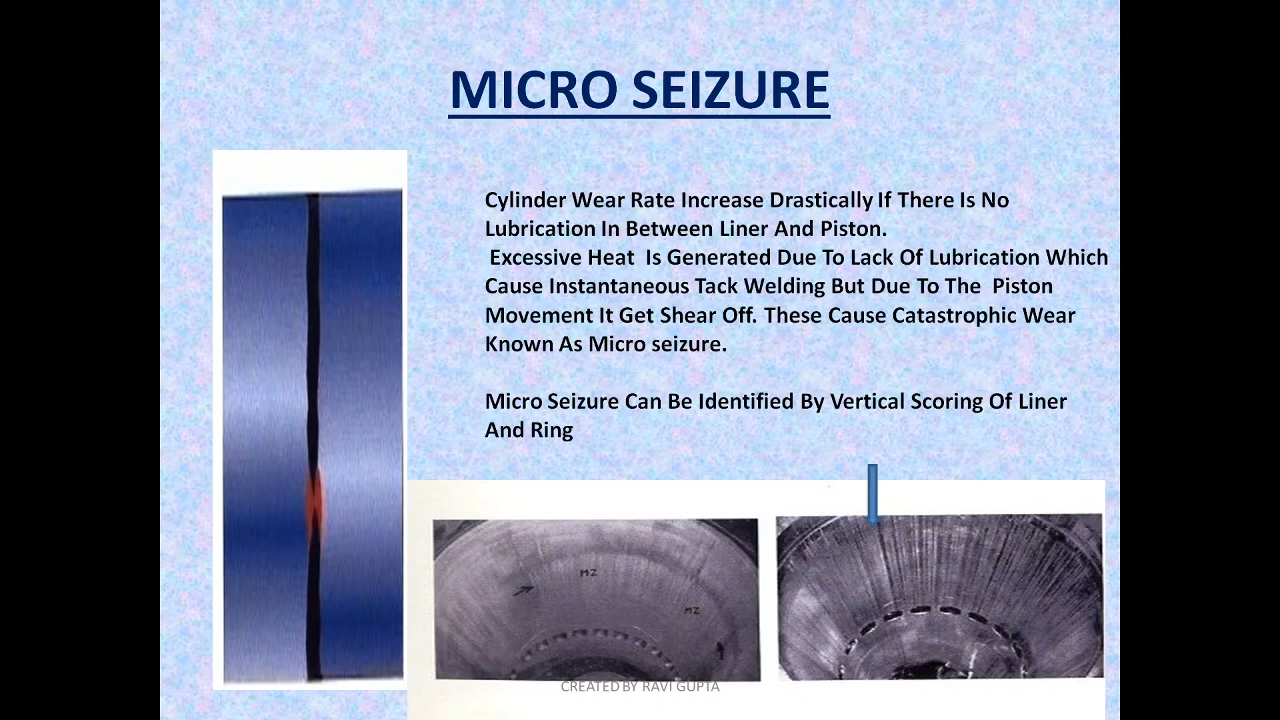 MICRO SEIZURE
Cylinder Wear Rate Increase Drastically If There Is No
Lubrication In Between Liner And Piston.
Excessive Heat Is Generated Due To Lack Of Lubrication Which
Cause Instantaneous Tack Welding But Due To The Piston
Movement It Get Shear Off. These Cause Catastrophic Wear
Known As Micro seizure.
Micro Seizure Can Be Identified By Vertical Scoring Of Liner
And Ring
MZ
MZ
CREATED BY RAVI GUPTA